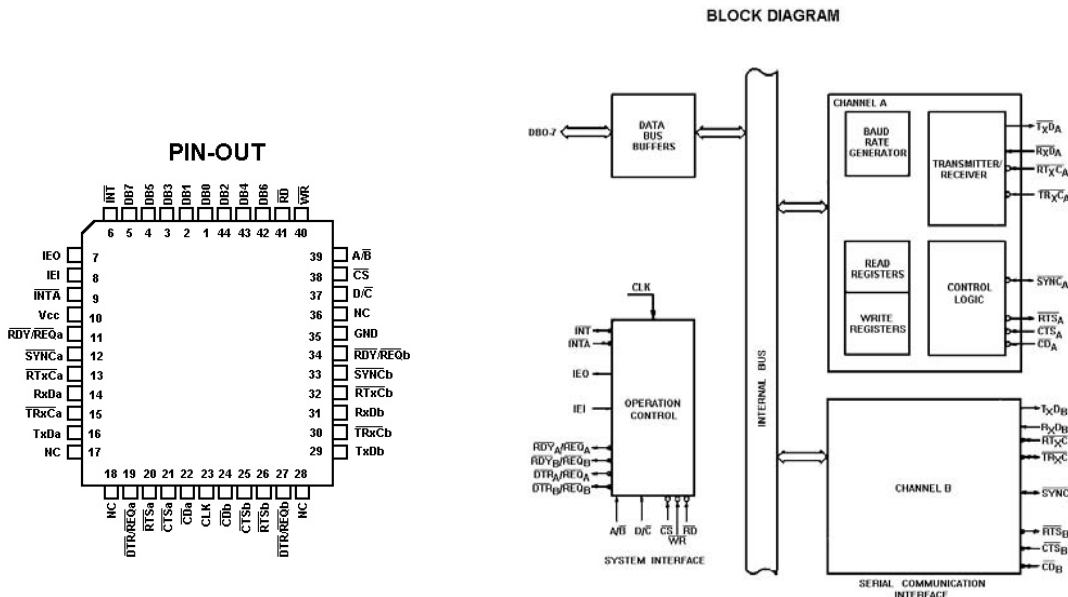 BLOCK DIAGRAM
PIN-OUT
INT DB7 DB5 DB3 DB1 DB0 DB2 DB4 DB6 RD WR
6 5 4 3 2 1 44 43 42 41 40
IEO 7
IEI 8
INTA 9
Vcc 10
RDY/REQa 11
SYNCa 12
RTxCa 13
RxDa 14
TRxCa 15
TxDa 16
NC 17
39 A/B
38 CS
37 D/C
36 NC
35 GND
34 RDY/REQb
33 SYNCb
32 RTxCb
31 RxDb
30 TRxCb
29 TxDb
18 19 20 21 22 23 24 25 26 27 28
NC DTR/REQa RTSa CTSa CDa CLK CDb CTSb RTSb DTR/REQb NC
DBO-7
DATA
BUS
BUFFERS
CLK
INT
INTA
IEO
IEI
OPERATION
CONTROL
RDYA/REQA
RDYB/REQB
DTRA/REQA
DTRB/REQB
A/B D/C CS WR RD
SYSTEM INTERFACE
INTERNAL BUS
CHANNEL A
BAUD
RATE
GENERATOR
TRANSMITTER/
RECEIVER
READ
REGISTERS
WRITE
REGISTERS
CONTROL
LOGIC
TXDA
RXDA
RTXCA
TRXCA
SYNCA
RTSA
CTSA
CDA
CHANNEL B
TXDB
RXDB
RTXC
TRXC
SYNC
RTSB
CTSB
CDB
SERIAL COMMUNICATION
INTERFACE